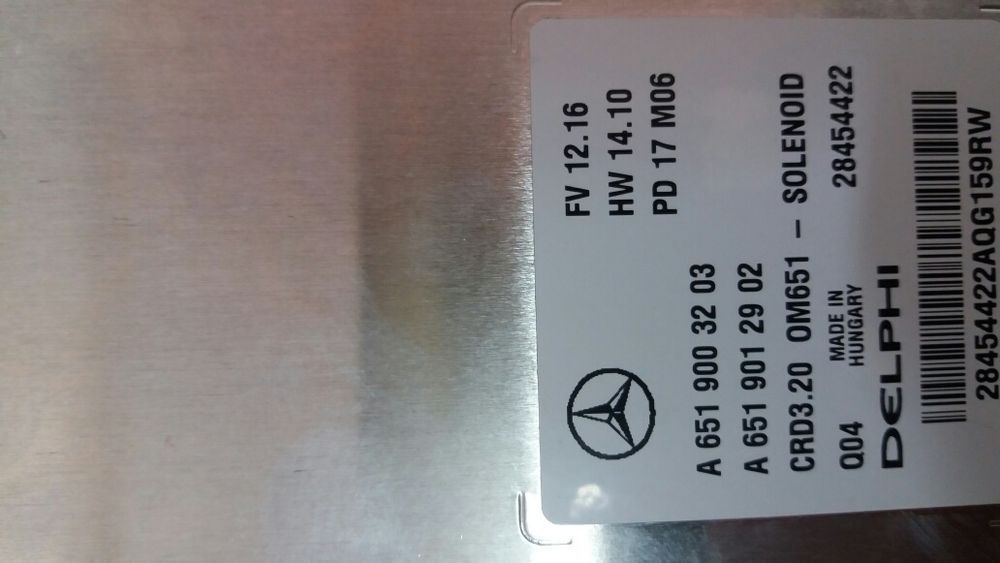 FV 12.16
HW 14.10
PD 17 M06
A 651 900 32 03
A 651 901 29 02
CRD3.20 OM651 – SOLENOID
Q04 MADE IN HUNGARY 28454422
DELPHI
28454422AQG159RW